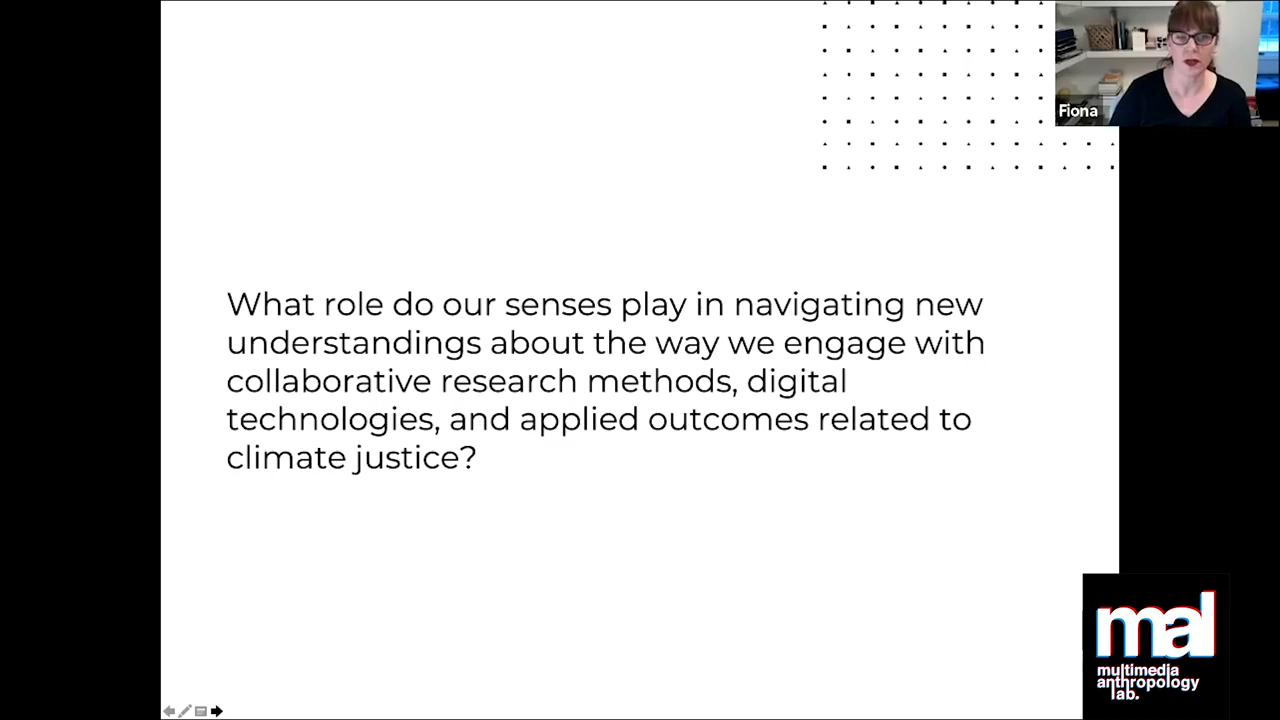 Fiona
What role do our senses play in navigating new
understandings about the way we engage with
collaborative research methods, digital
technologies, and applied outcomes related to
climate justice?
mal
multimedia
anthropology
lab.